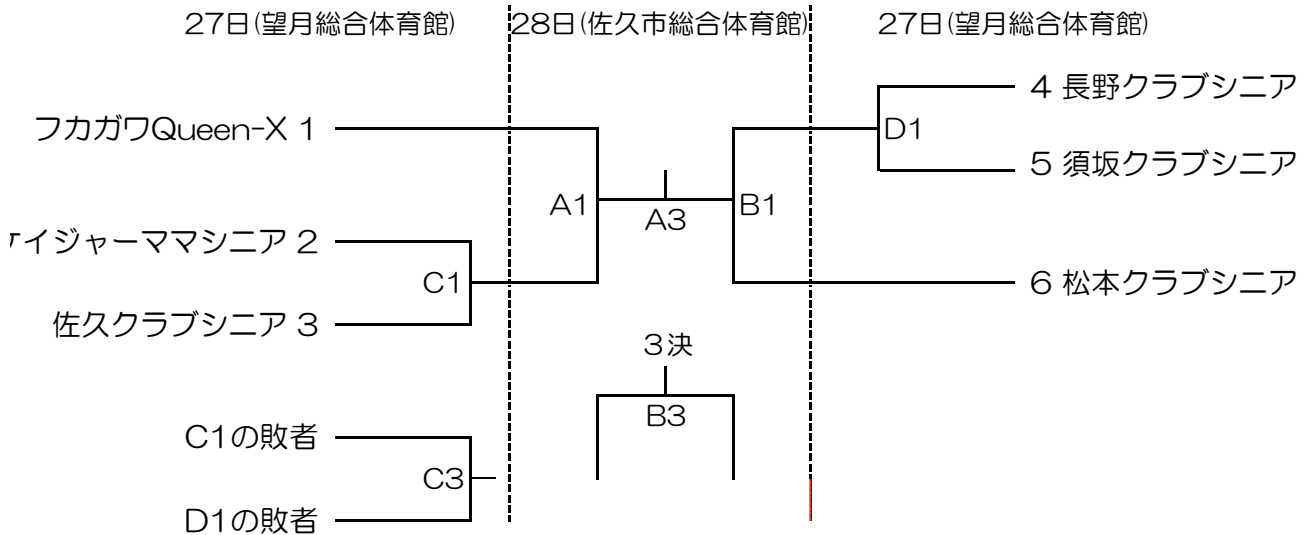 27日(望月総合体育館)
28日(佐久市総合体育館)
27日(望月総合体育館)
4 長野クラブシニア
フカガワQueen-X 1
D1
5 須坂クラブシニア
A1
A3
B1
イジャーママシニア 2
C1
6 松本クラブシニア
佐久クラブシニア 3
3決
B3
C1の敗者
C3
D1の敗者